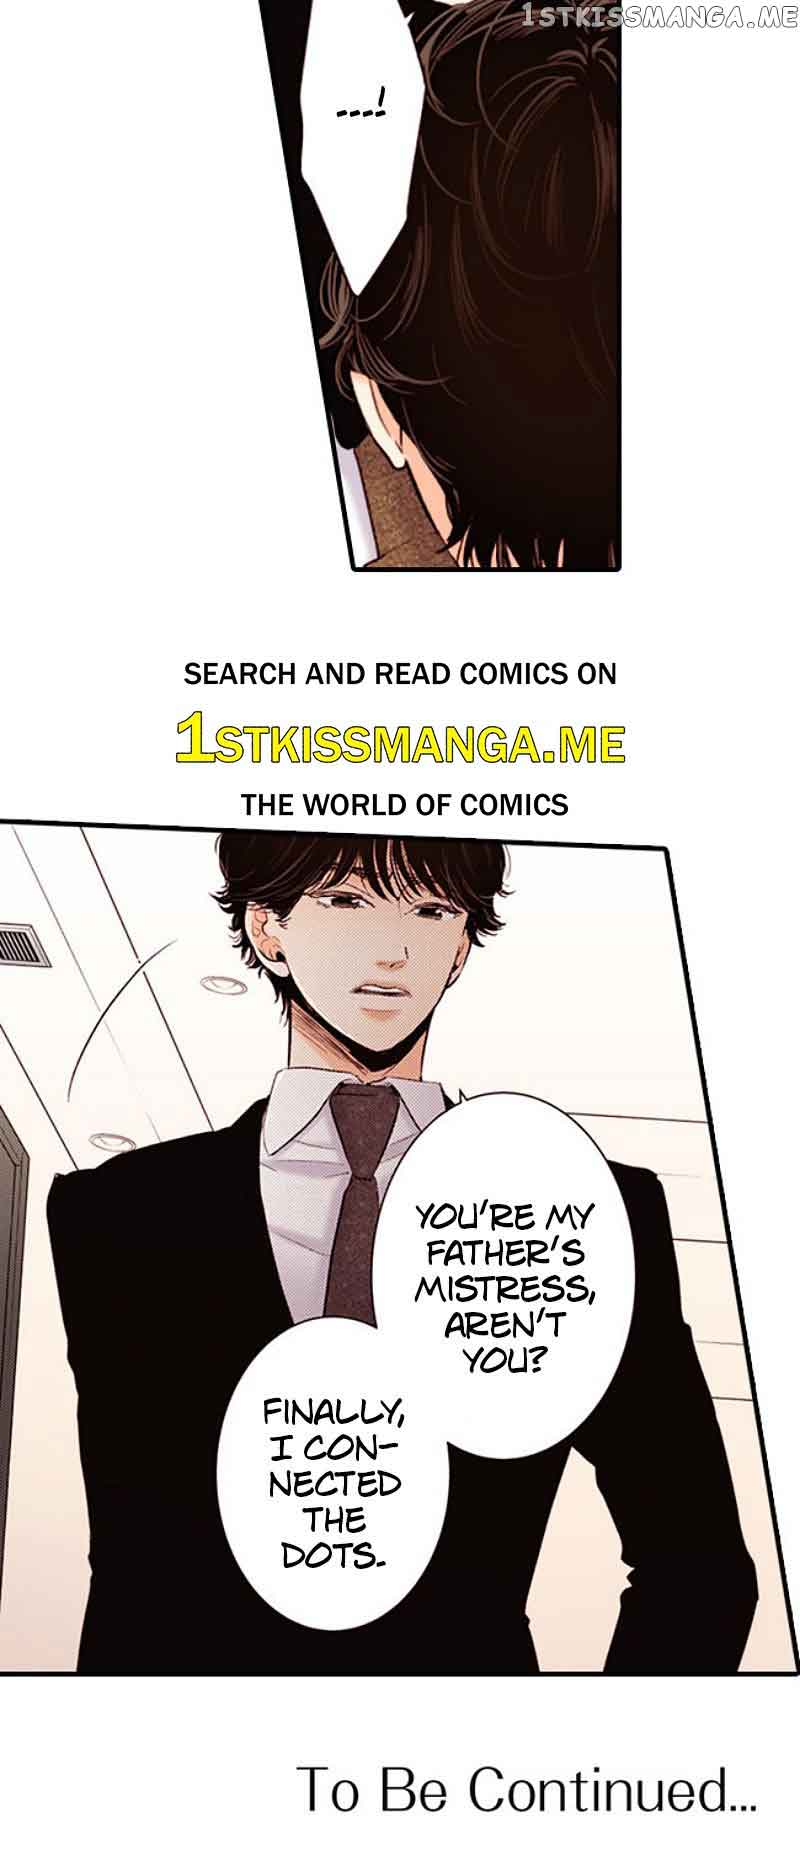 1STKISSMANGA.ME
....!
SEARCH AND READ COMICS ON
1STKISSMANGA.ME
THE WORLD OF COMICS
YOU'RE MY
FATHER'S
MISTRESS,
AREN'T
YOU?
FINALLY,
I CON-
NECTED
THE
DOTS.
To Be Continued...